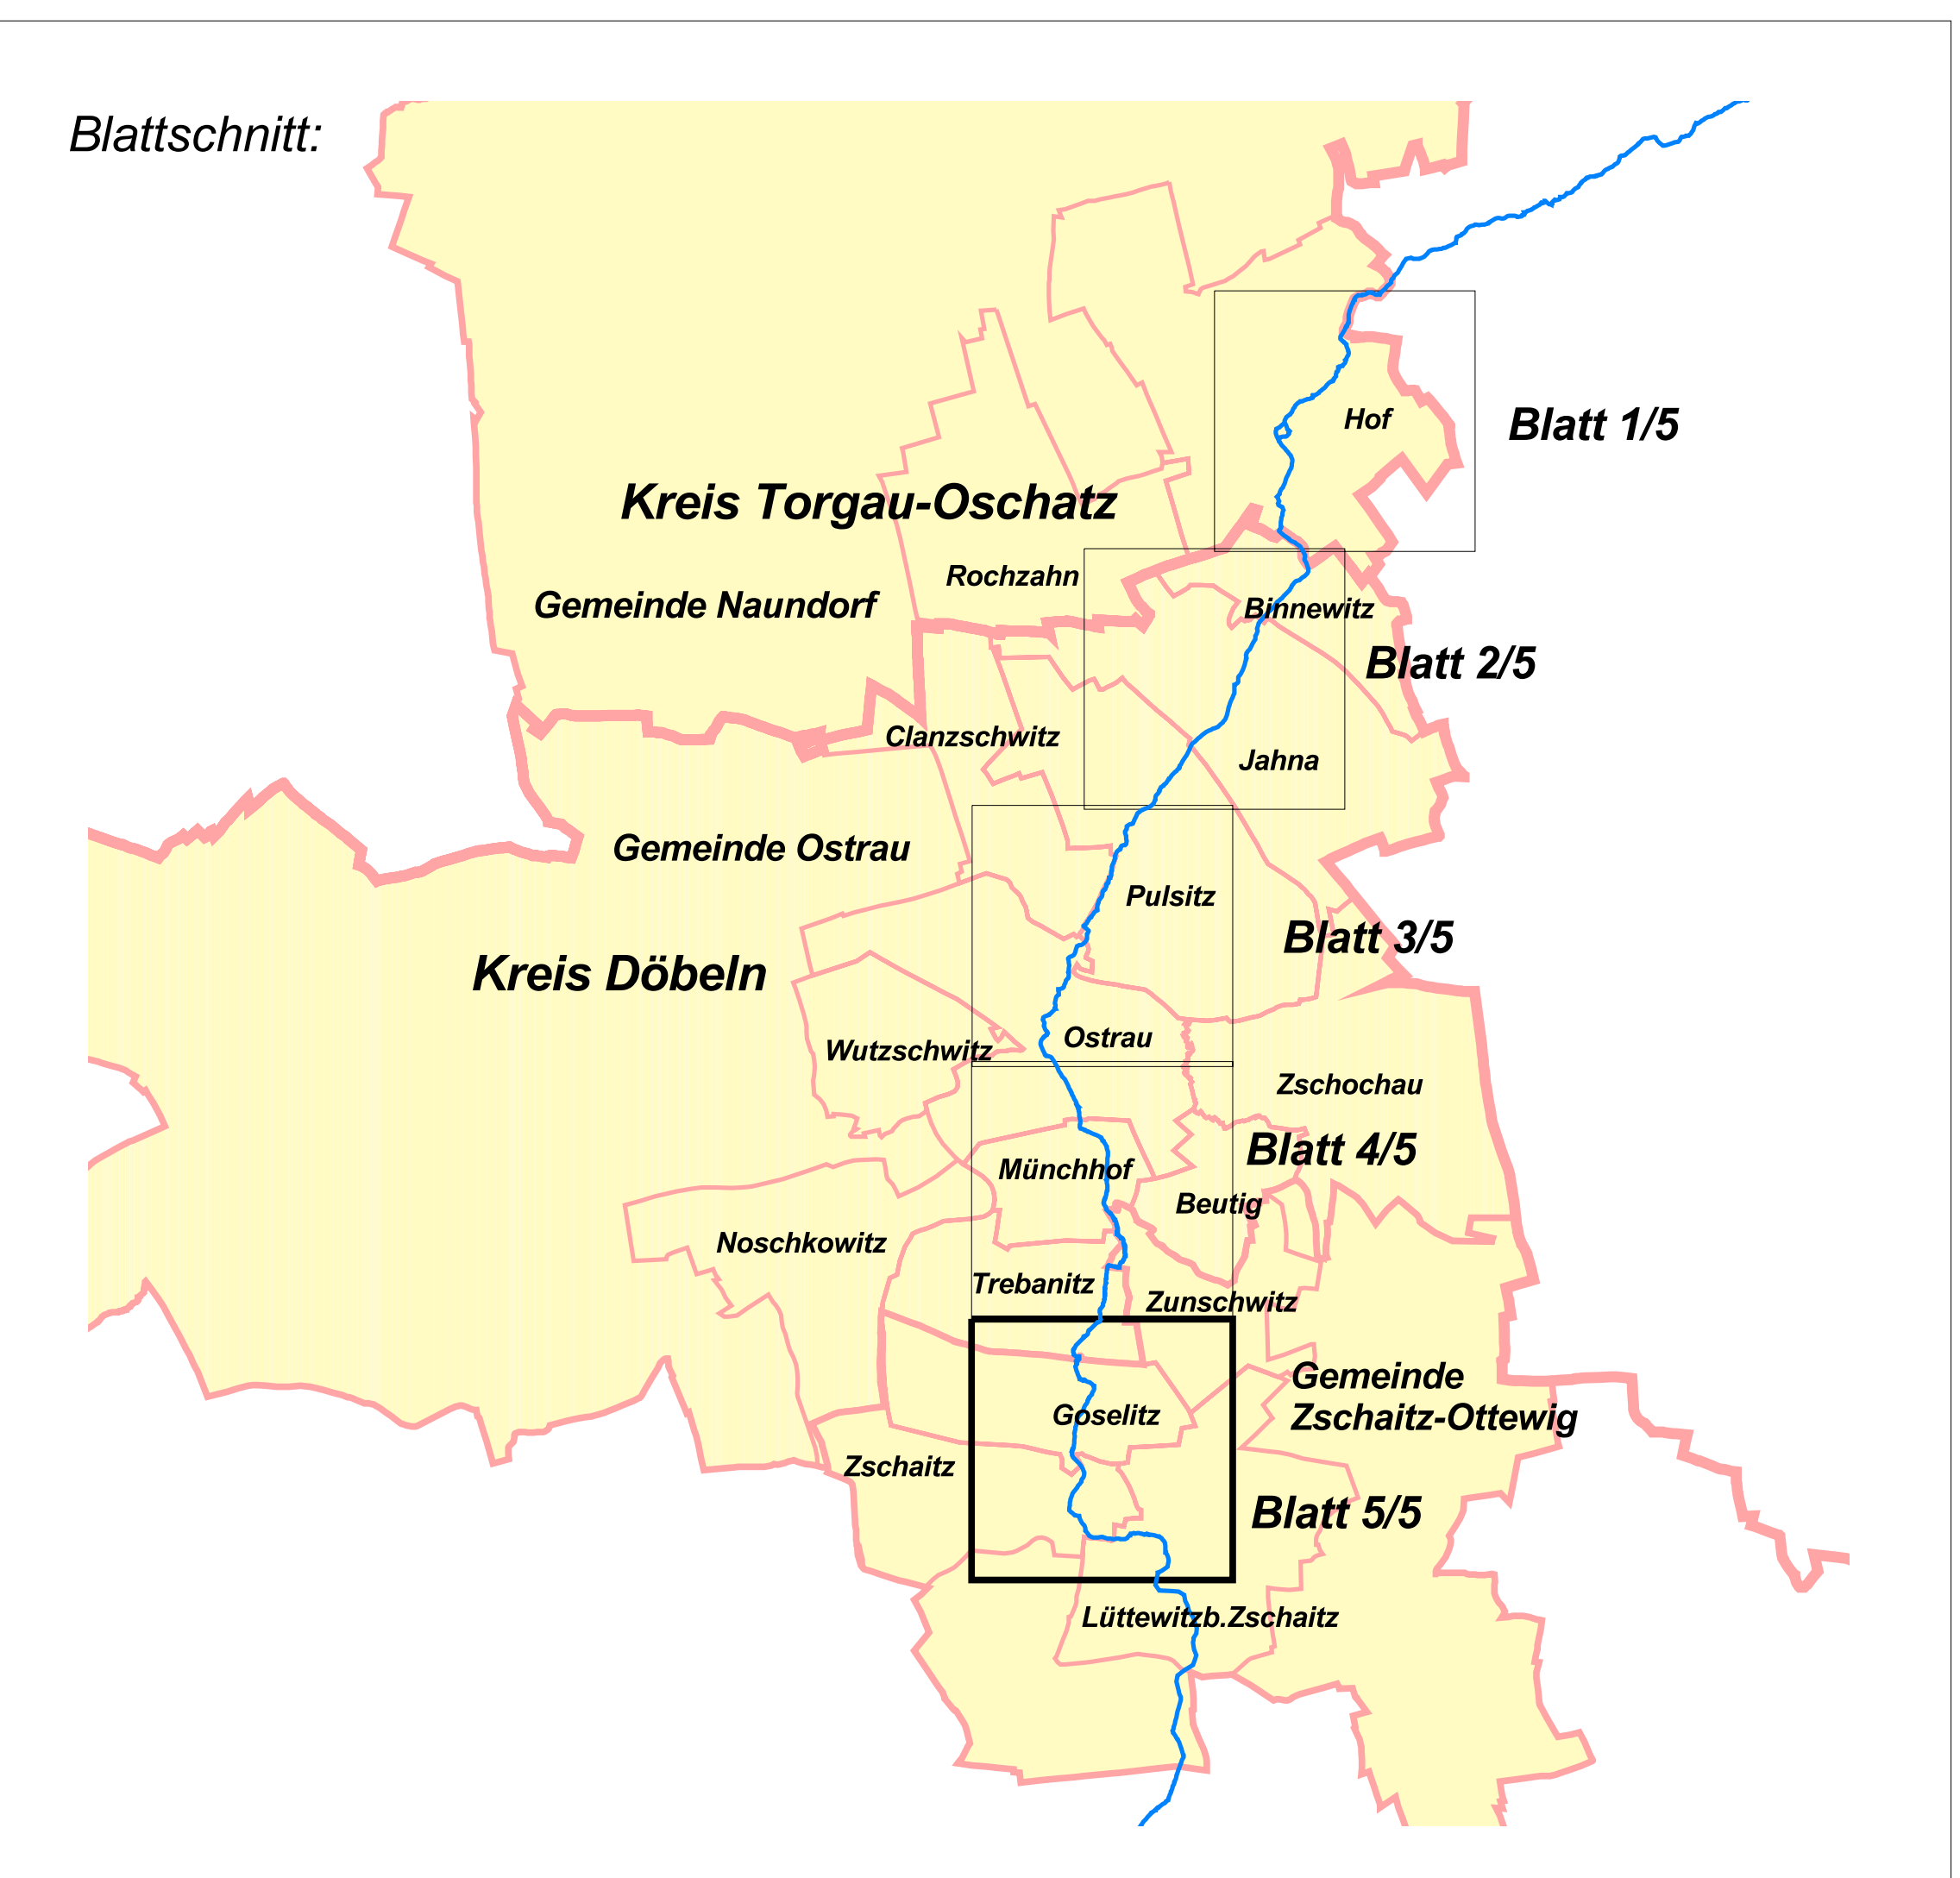 Blattschnitt:
Hof
Blatt 1/5
Kreis Torgau-Oschatz
Rochzahn
Gemeinde Naundorf
Binnewitz
Blatt 2/5
Clanzschwitz
Jahna
Gemeinde Ostrau
Pulsitz
Blatt 3/5
Kreis Döbeln
Ostrau
Wutzschwitz
Zschochau
Blatt 4/5
Münchhof
Beutig
Noschkowitz
Trebanitz
Zunschwitz
Gemeinde
Zschaitz-Ottewig
Goselitz
Zschaitz
Blatt 5/5
Lüttewitzb.Zschaitz